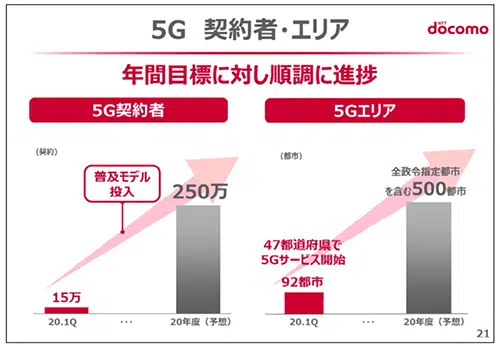 5G 契約者・エリア
NTT
docomo
年間目標に対し順調に進捗
5G契約者
5Gエリア
(契約)
普及モデル
投入
250万
15万
20.1Q
・・・
20年度(予想)
(都市)
全政令指定都市
を含む500都市
47都道府県で
5Gサービス開始
92都市
20.1Q
・・・
20年度(予想)
21